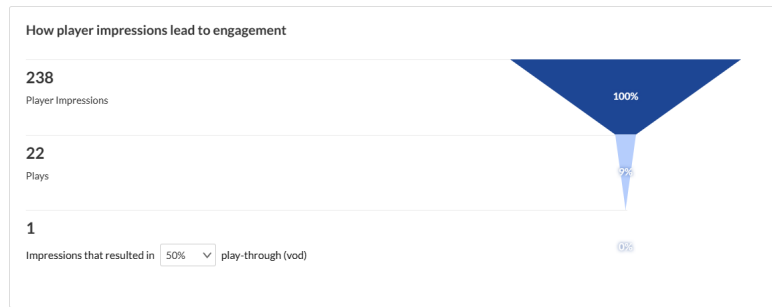 How player impressions lead to engagement
238
Player Impressions
100%
22
Plays
9%
1
Impressions that resulted in 50% play-through (vod)
0%